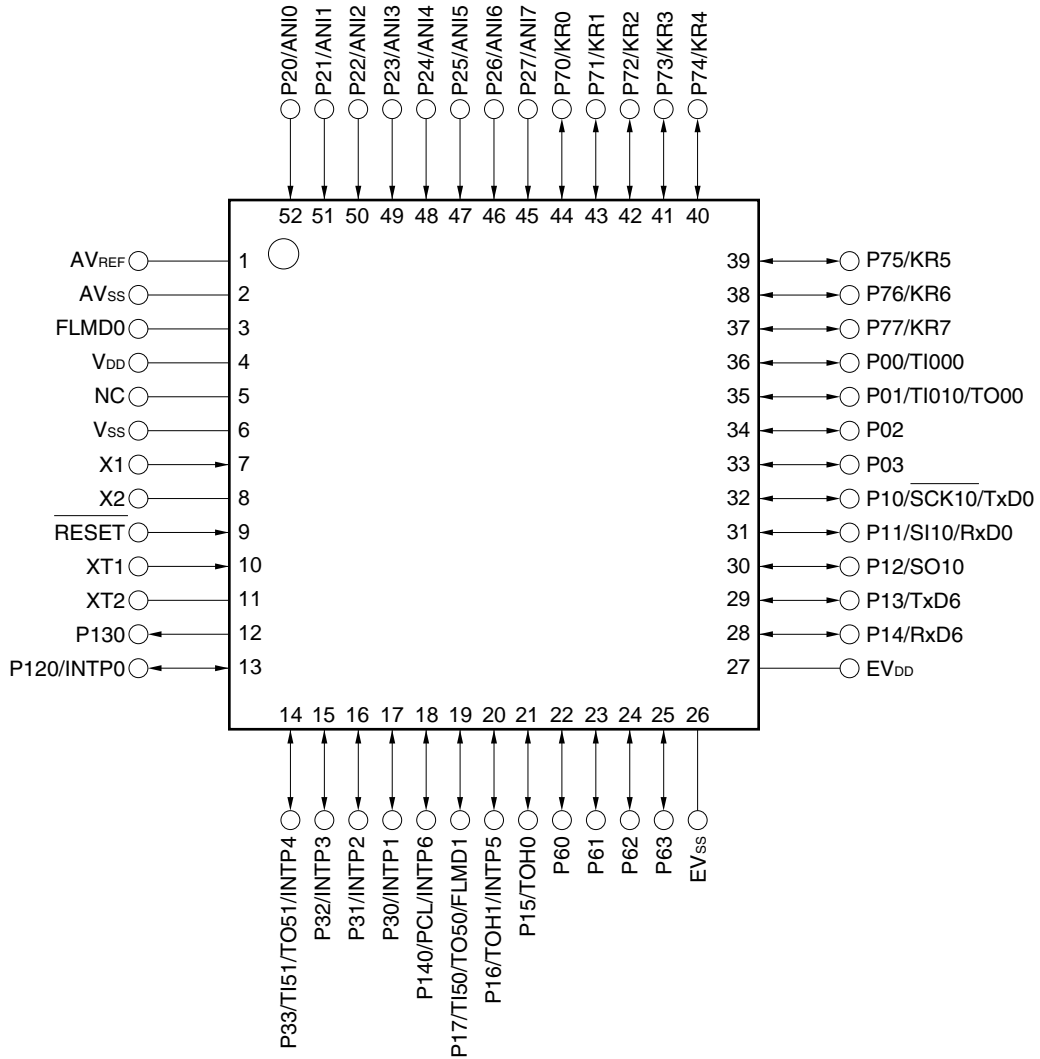 P20/ANI0
P21/ANI1
P22/ANI2
P23/ANI3
P24/ANI4
P25/ANI5
P26/ANI6
P27/ANI7
P70/KR0
P71/KR1
P72/KR2
P73/KR3
P74/KR4
52 51 50 49 48 47 46 45 44 43 42 41 40
AVREF 1
AVSS 2
FLMD0 3
VDD 4
NC 5
VSS 6
X1 7
X2 8
RESET 9
XT1 10
XT2 11
P130 12
P120/INTP0 13
39 P75/KR5
38 P76/KR6
37 P77/KR7
36 P00/TI000
35 P01/TI010/TO00
34 P02
33 P03
32 P10/SCK10/TxD0
31 P11/SI10/RxD0
30 P12/SO10
29 P13/TxD6
28 P14/RxD6
27 EVDD
14 15 16 17 18 19 20 21 22 23 24 25 26
P33/TI51/TO51/INTP4
P32/INTP3
P31/INTP2
P30/INTP1
P140/PCL/INTP6
P17/TI50/TO50/FLMD1
P16/TOH1/INTP5
P15/TOH0
P60
P61
P62
P63
EVSS